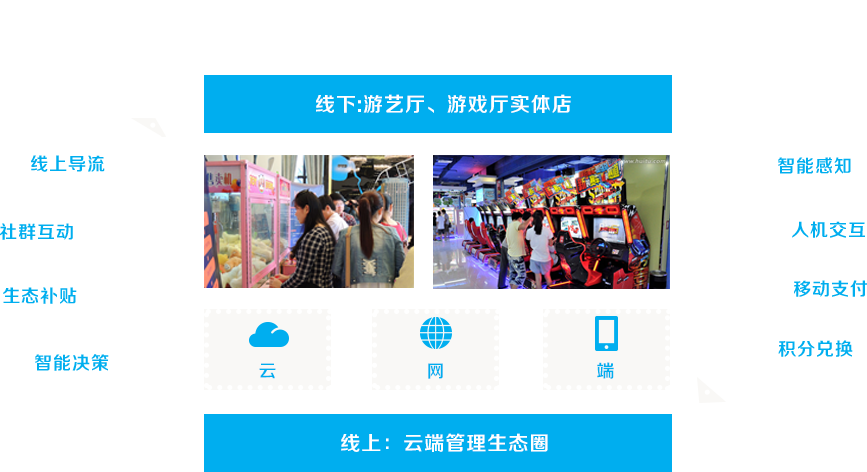 线下:游艺厅、游戏厅实体店
线上导流
智能感知
社群互动
人机交互
生态补贴
移动支付
智能决策
积分兑换
云
网
端
线上：云端管理生态圈